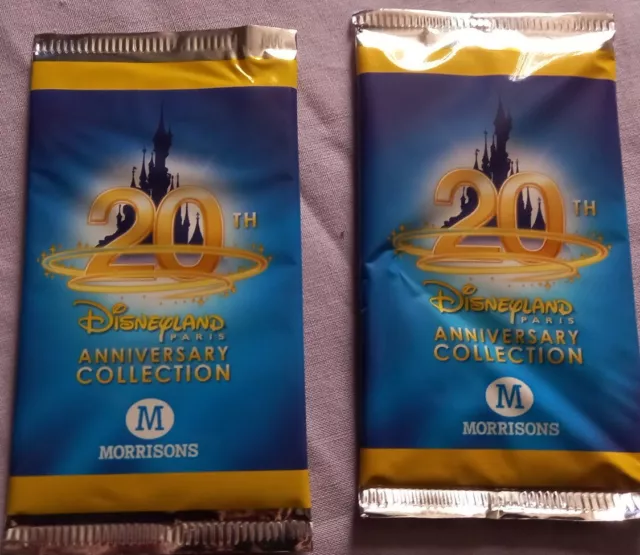 20TH
DISNEYLAND
PARIS
ANNIVERSARY
COLLECTION
M
MORRISONS
20TH
DISNEYLAND
PARIS
ANNIVERSARY
COLLECTION
M
MORRISONS